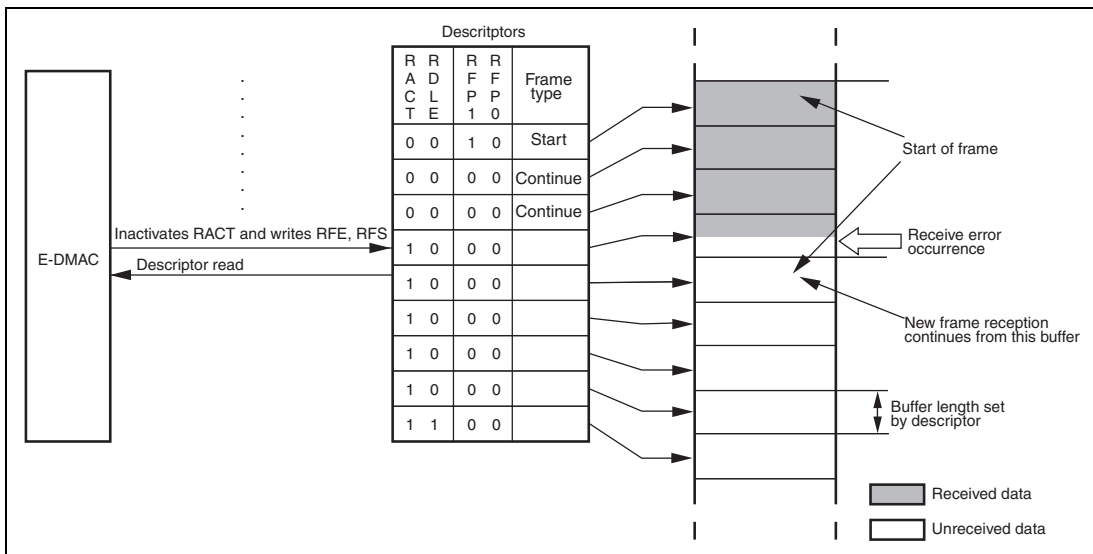 Descritptors
R R R R
A D F F
C L P P
T E 1 0
Frame
type
0 0 1 0 Start
0 0 0 0 Continue
0 0 0 0 Continue
1 0 0 0
1 0 0 0
1 0 0 0
1 0 0 0
1 0 0 0
1 1 0 0
E-DMAC
Inactivates RACT and writes RFE, RFS
Descriptor read
Start of frame
Receive error
occurrence
New frame reception
continues from this buffer
Buffer length set
by descriptor
Received data
Unreceived data